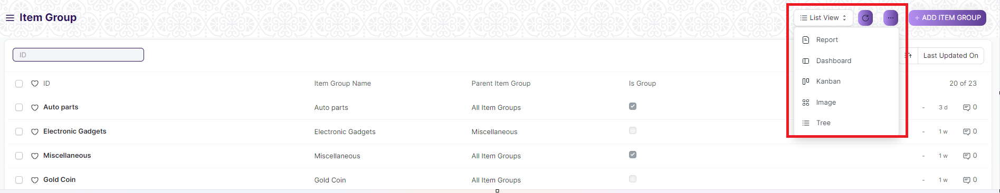 Item Group
List View
+ ADD ITEM GROUP
Report
Dashboard
Kanban
Image
Tree
ID
Last Updated On
ID Item Group Name Parent Item Group Is Group 20 of 23
Auto parts Auto parts All Item Groups - 3 d 0
Electronic Gadgets Electronic Gadgets Miscellaneous - 1 w 0
Miscellaneous Miscellaneous All Item Groups - 1 w 0
Gold Coin Gold Coin All Item Groups - 1 w 0